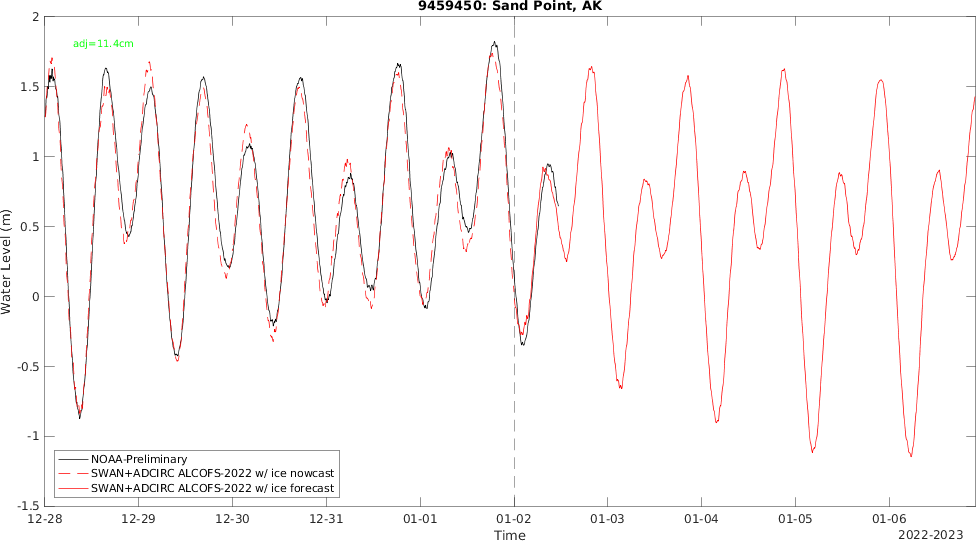 9459450: Sand Point, AK
adj=11.4cm
Water Level (m)
2
1.5
1
0.5
0
-0.5
-1
-1.5
NOAA-Preliminary
SWAN+ADCIRC ALCOFS-2022 w/ ice nowcast
SWAN+ADCIRC ALCOFS-2022 w/ ice forecast
12-28 12-29 12-30 12-31 01-01 01-02 01-03 01-04 01-05 01-06
Time
2022-2023